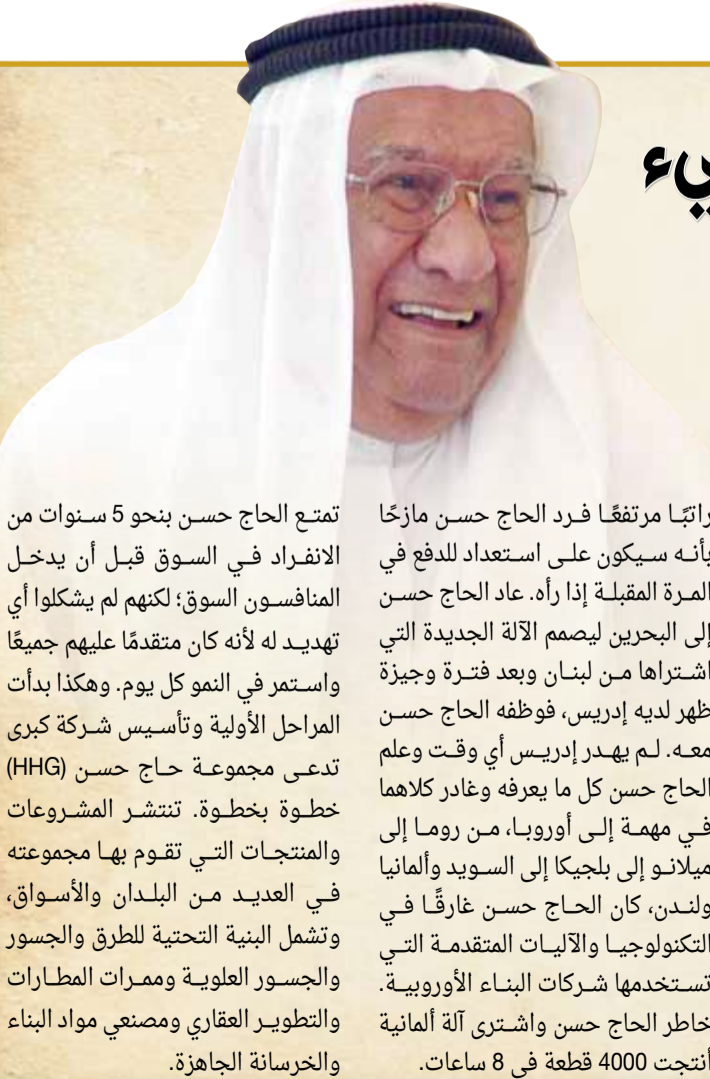 راتبًا مرتفعًا فرد الحاج حسن مازحًا
بأنه سيكون على استعداد للدفع في
المرة المقبلة إذا رأه. عاد الحاج حسن
إلى البحرين ليصمم الآلة الجديدة التي
اشتراها من لبنان وبعد فترة وجيزة
ظهر لديه إدريس، فوظفه الحاج حسن
معه. لم يهدر إدريس أي وقت وعلم
الحاج حسن كل ما يعرفه وغادر كلاهما
في مهمة إلى أوروبا، من روما إلى
ميلانو إلى بلجيكا إلى السويد وألمانيا
ولندن، كان الحاج حسن غارقًا في
التكنولوجيا والآليات المتقدمة التي
تستخدمها شركات البناء الأوروبية.
خاطر الحاج حسن واشترى آلة ألمانية
أنتجت 4000 قطعة في 8 ساعات.
تمتع الحاج حسن بنحو 5 سنوات من
الانفراد في السوق قبل أن يدخل
المنافسون السوق؛ لكنهم لم يشكلوا أي
تهديد له لأنه كان متقدمًا عليهم جميعًا
واستمر في النمو كل يوم. وهكذا بدأت
المراحل الأولية وتأسيس شركة كبرى
تدعى مجموعة حاج حسن (HHG)
خطوة بخطوة. تنتشر المشروعات
والمنتجات التي تقوم بها مجموعته
في العديد من البلدان والأسواق،
وتشمل البنية التحتية للطرق والجسور
والجسور العلوية وممرات المطارات
والتطوير العقاري ومصنعي مواد البناء
والخرسانة الجاهزة.